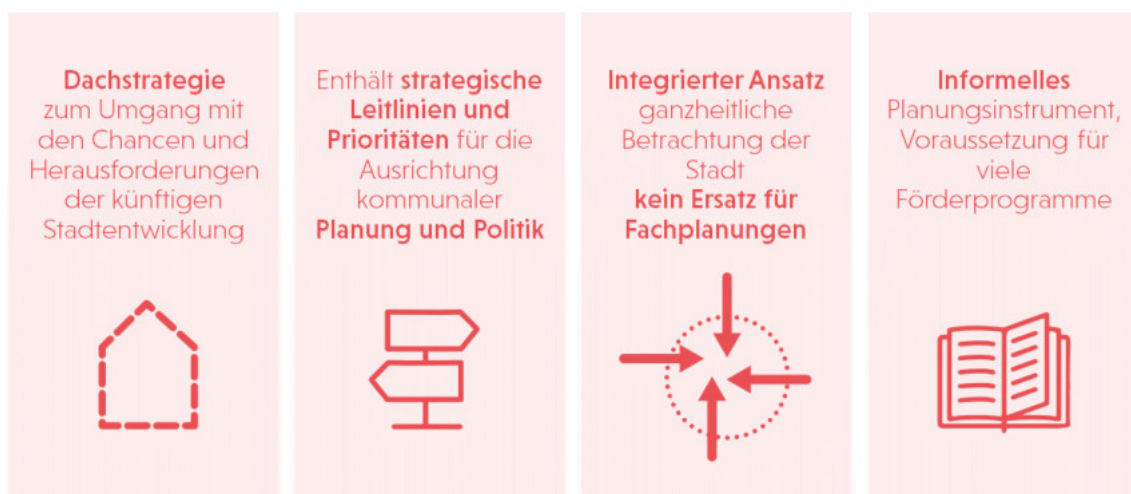 Dachstrategie
zum Umgang mit
den Chancen und
Herausforderungen
der künftigen
Stadtentwicklung
Enthält strategische
Leitlinien und
Prioritäten für die
Ausrichtung
kommunaler
Planung und Politik
Integrierter Ansatz
ganzheitliche
Betrachtung der
Stadt
kein Ersatz für
Fachplanungen
Informelles
Planungsinstrument,
Voraussetzung für
viele
Förderprogramme